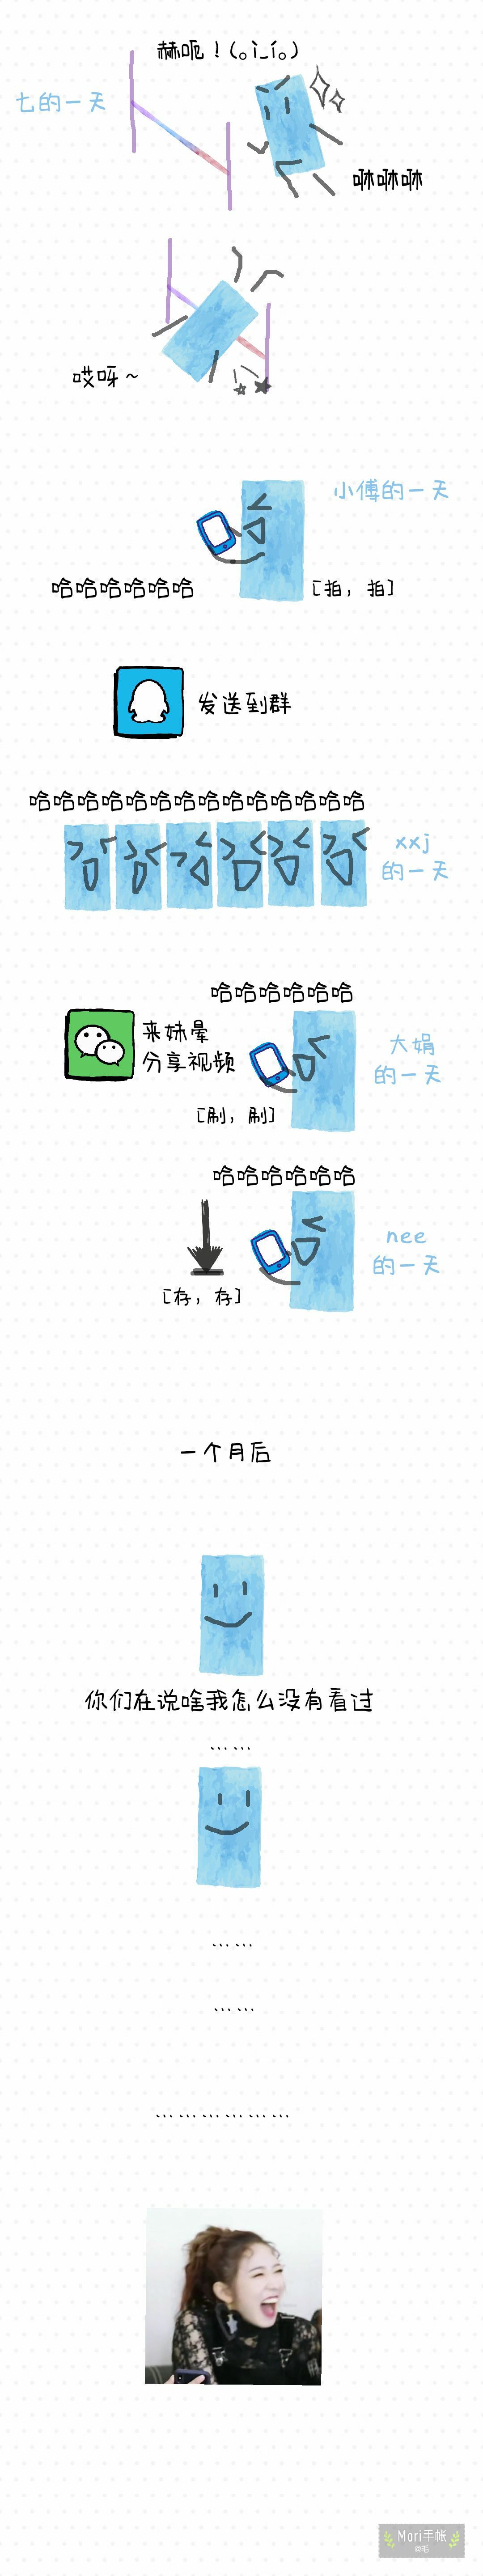 赫呃！(｡í_ì｡)
七的一天
咻咻咻
哎呀～
小傅的一天
哈哈哈哈哈哈
[拍，拍]
发送到群
哈哈哈哈哈哈哈哈哈哈哈哈哈哈
xxj
的一天
哈哈哈哈哈哈
来妹晕
分享视频
大娟
的一天
[刷，刷]
哈哈哈哈哈哈
nee
的一天
[存，存]
一个月后
你们在说啥我怎么没有看过
……
……
……
………………
Mori手帐
@毛